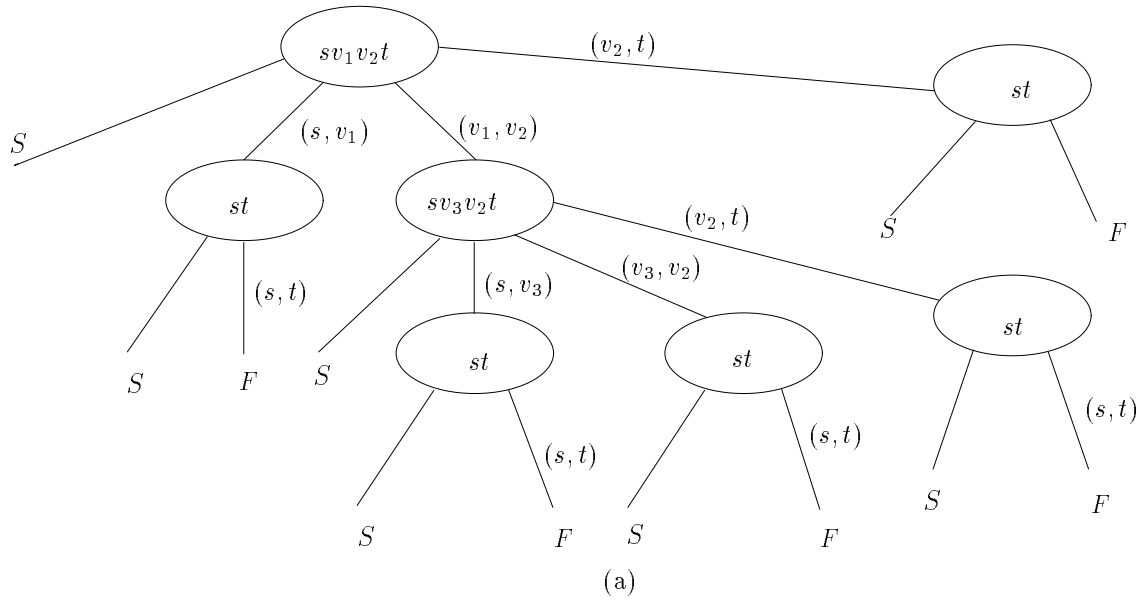 sv₁v₂t
(v₂, t)
st
S
(s, v₁)
(v₁, v₂)
st
sv₃v₂t
(v₂, t)
S
F
(s, t)
(s, v₃)
(v₃, v₂)
st
S
F
S
st
st
(s, t)
(s, t)
(s, t)
S
F
S
F
S
F
(a)